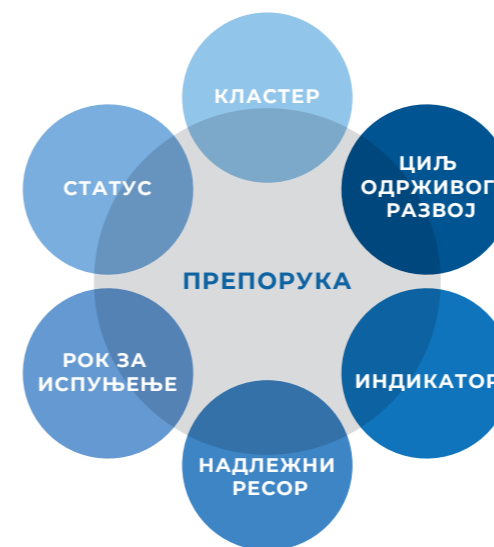 КЛАСТЕР
ЦИЉ
ОДРЖИВОГ
РАЗВОЈ
СТАТУС
ПРЕПОРУКА
РОК ЗА
ИСПУЊЕЊЕ
ИНДИКАТОР
НАДЛЕЖНИ
РЕСОР